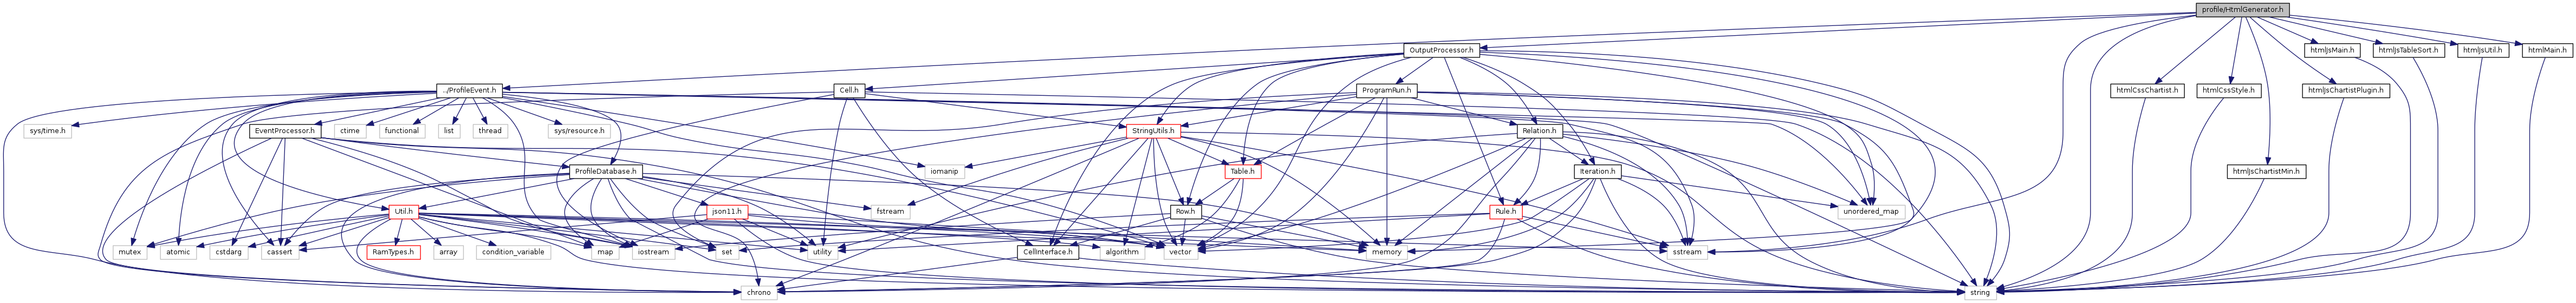 profile/HtmlGenerator.h
OutputProcessor.h
htmlJsMain.h
htmlJsTableSort.h
htmlJsUtil.h
htmlMain.h
../ProfileEvent.h
Cell.h
ProgramRun.h
htmlCssChartist.h
htmlCssStyle.h
htmlJsChartistPlugin.h
sys/time.h
EventProcessor.h
ctime
functional
list
thread
sys/resource.h
StringUtils.h
Relation.h
ProfileDatabase.h
iomanip
Table.h
Iteration.h
htmlJsChartistMin.h
Util.h
json11.h
fstream
Row.h
Rule.h
unordered_map
mutex
atomic
cstdarg
cassert
RamTypes.h
array
condition_variable
map
iostream
set
utility
algorithm
CellInterface.h
vector
memory
sstream
chrono
string